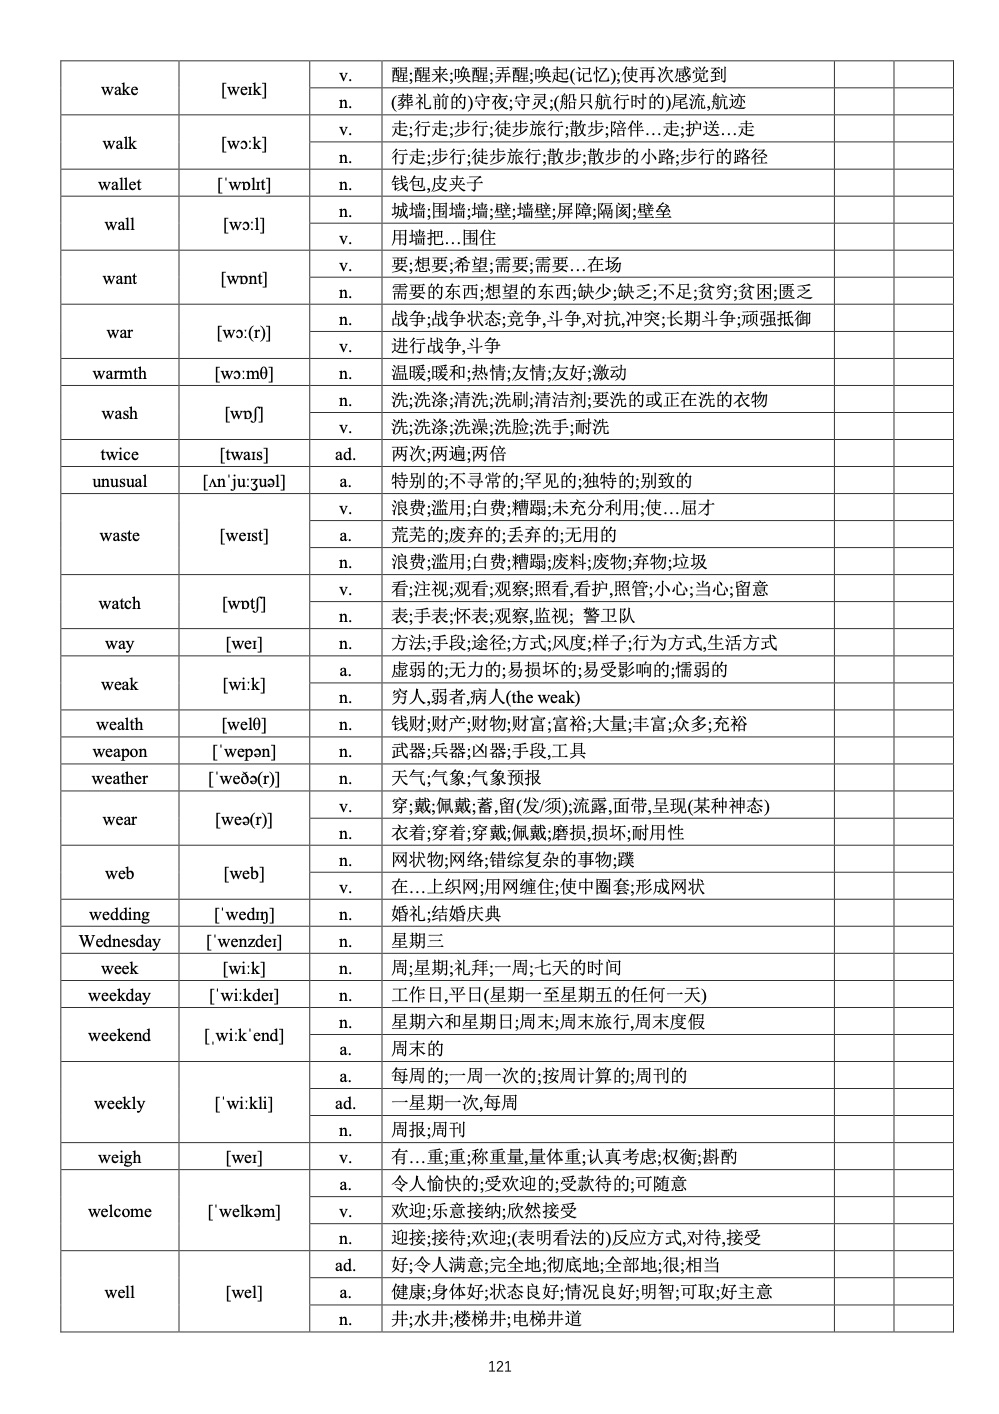 wake [weɪk] v. 醒;醒来;唤醒;弄醒;唤起(记忆);使再次感觉到
n. (葬礼前的)守夜;守灵;(船只航行时的)尾流,航迹
walk [wɔːk] v. 走;行走;步行;徒步旅行;散步;陪伴…走;护送…走
n. 行走;步行;徒步旅行;散步;散步的小路;步行的路径
wallet [ˈwɒlɪt] n. 钱包,皮夹子
wall [wɔːl] n. 城墙;围墙;墙;壁;墙壁;屏障;隔阂;壁垒
v. 用墙把…围住
want [wɒnt] v. 要;想要;希望;需要;需要…在场
n. 需要的东西;想望的东西;缺少;缺乏;不足;贫穷;贫困;匮乏
war [wɔː(r)] n. 战争;战争状态;竞争,斗争,对抗,冲突;长期斗争;顽强抵御
v. 进行战争,斗争
warmth [wɔːmθ] n. 温暖;暖和;热情;友情;友好;激动
wash [wɒʃ] n. 洗;洗涤;清洗;洗刷;清洁剂;要洗的或正在洗的衣物
v. 洗;洗涤;洗澡;洗脸;洗手;耐洗
twice [twaɪs] ad. 两次;两遍;两倍
unusual [ʌnˈjuːʒuəl] a. 特别的;不寻常的;罕见的;独特的;别致的
waste [weɪst] v. 浪费;滥用;白费;糟蹋;未充分利用;使…屈才
a. 荒芜的;废弃的;丢弃的;无用的
n. 浪费;滥用;白费;糟蹋;废料;废物;弃物;垃圾
watch [wɒtʃ] v. 看;注视;观看;观察;照看,看护,照管;小心;当心;留意
n. 表;手表;怀表;观察,监视; 警卫队
way [weɪ] n. 方法;手段;途径;方式;风度;样子;行为方式,生活方式
weak [wiːk] a. 虚弱的;无力的;易损坏的;易受影响的;懦弱的
n. 穷人,弱者,病人(the weak)
wealth [welθ] n. 钱财;财产;财物;财富;富裕;大量;丰富;众多;充裕
weapon [ˈwepən] n. 武器;兵器;凶器;手段,工具
weather [ˈweðə(r)] n. 天气;气象;气象预报
wear [weə(r)] v. 穿;戴;佩戴;蓄,留(发/须);流露,面带,呈现(某种神态)
n. 衣着;穿着;穿戴;佩戴;磨损,损坏;耐用性
web [web] n. 网状物;网络;错综复杂的事物;蹼
v. 在…上织网;用网缠住;使中圈套;形成网状
wedding [ˈwedɪŋ] n. 婚礼;结婚庆典
Wednesday [ˈwenzdeɪ] n. 星期三
week [wiːk] n. 周;星期;礼拜;一周;七天的时间
weekday [ˈwiːkdeɪ] n. 工作日,平日(星期一至星期五的任何一天)
weekend [ˌwiːkˈend] n. 星期六和星期日;周末;周末旅行,周末度假
a. 周末的
weekly [ˈwiːkli] a. 每周的;一周一次的;按周计算的;周刊的
ad. 一星期一次,每周
n. 周报;周刊
weigh [weɪ] v. 有…重;重;称重量,量体重;认真考虑;权衡;斟酌
welcome [ˈwelkəm] a. 令人愉快的;受欢迎的;受款待的;可随意
v. 欢迎;乐意接纳;欣然接受
n. 迎接;接待;欢迎;(表明看法的)反应方式,对待,接受
well [wel] ad. 好;令人满意;完全地;彻底地;全部地;很;相当
a. 健康;身体好;状态良好;情况良好;明智;可取;好主意
n. 井;水井;楼梯井;电梯井道
121